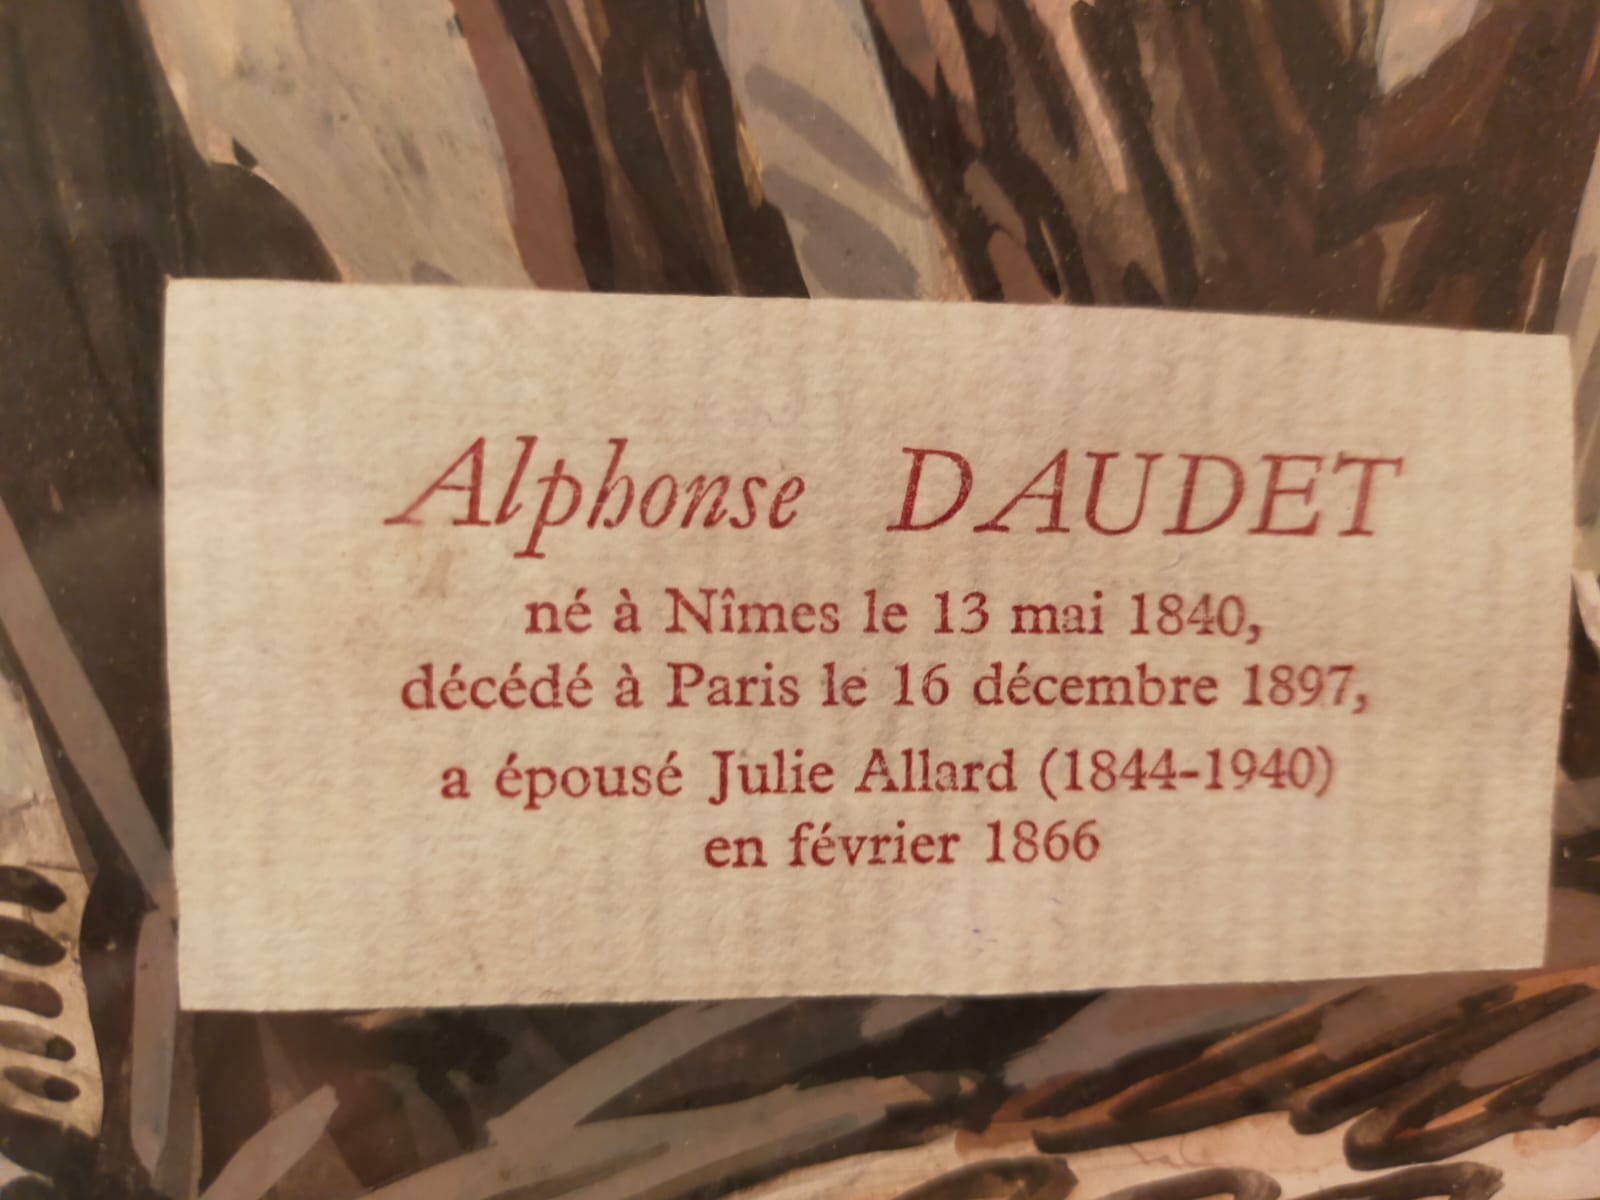 Alphonse DAUDET
né à Nîmes le 13 mai 1840,
décédé à Paris le 16 décembre 1897,
a épousé Julie Allard (1844-1940)
en février 1866